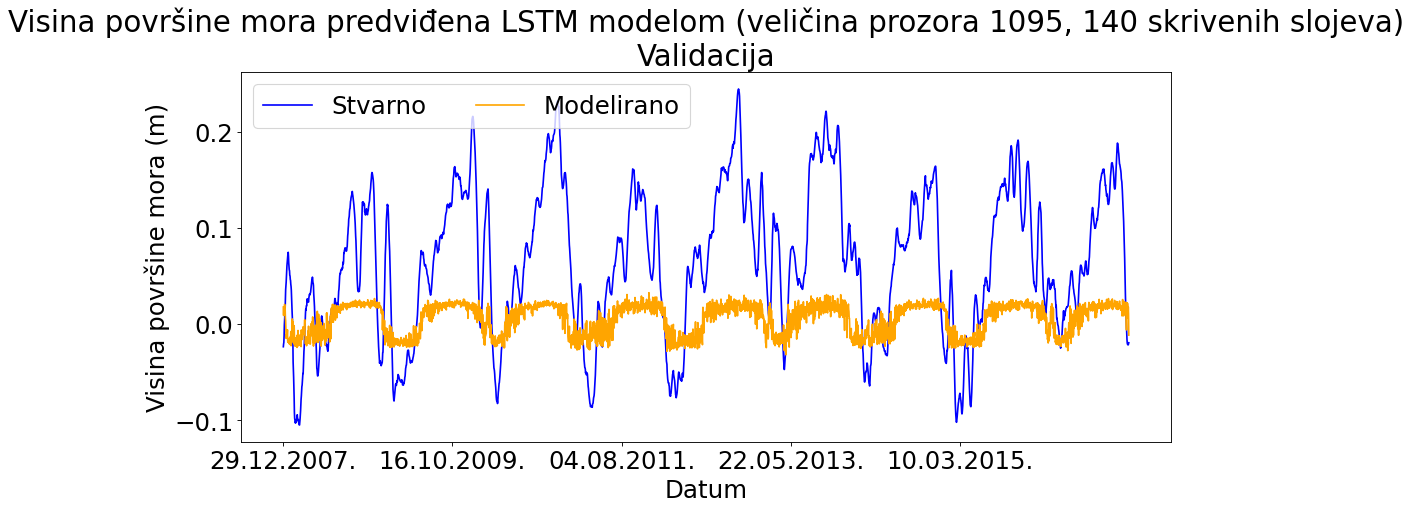 Visina površine mora predviđena LSTM modelom (veličina prozora 1095, 140 skrivenih slojeva)
Validacija
Stvarno Modelirano
Visina površine mora (m)
0.2
0.1
0.0
−0.1
29.12.2007. 16.10.2009. 04.08.2011. 22.05.2013. 10.03.2015.
Datum